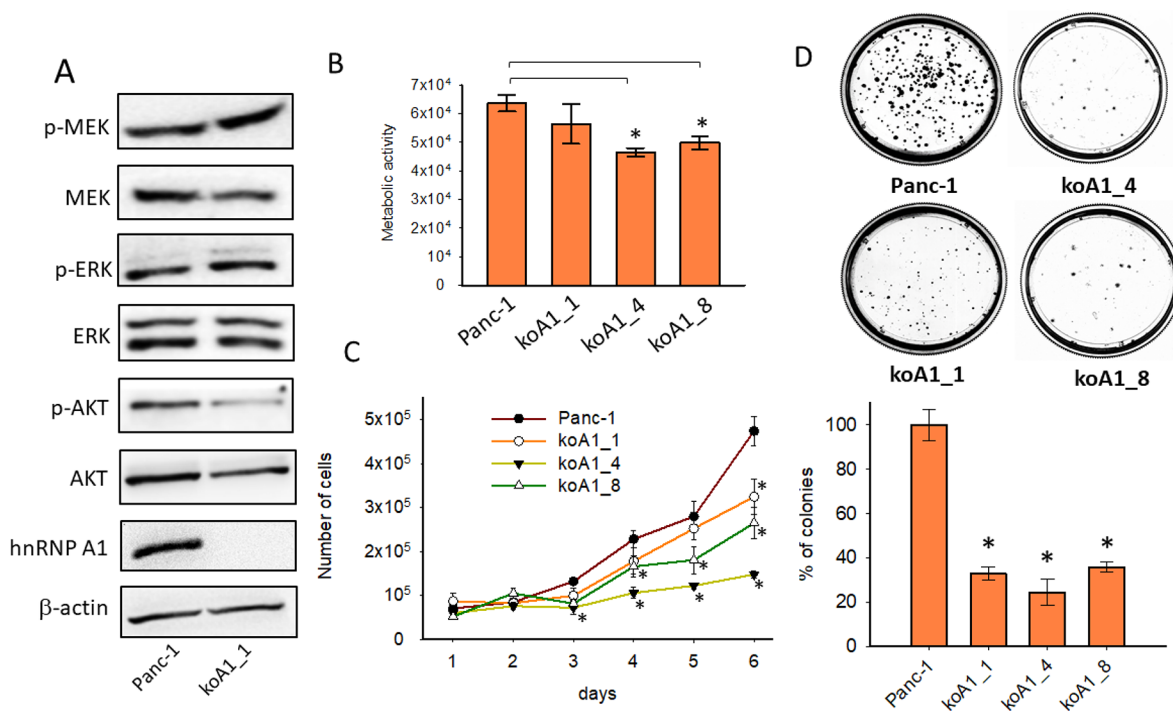 A
p-MEK
MEK
p-ERK
ERK
p-AKT
AKT
hnRNP A1
β-actin
Panc-1
koA1_1
B
Metabolic activity
7x10⁴
6x10⁴
5x10⁴
4x10⁴
3x10⁴
2x10⁴
10⁴
0
* *
Panc-1
koA1_1
koA1_4
koA1_8
C
Number of cells
5x10⁵
4x10⁵
3x10⁵
2x10⁵
10⁵
0
Panc-1
koA1_1
koA1_4
koA1_8
*
*
* *
* * * *
1 2 3 4 5 6
days
D
Panc-1
koA1_4
koA1_1
koA1_8
% of colonies
100
80
60
40
20
0
* * *
Panc-1
koA1_1
koA1_4
koA1_8